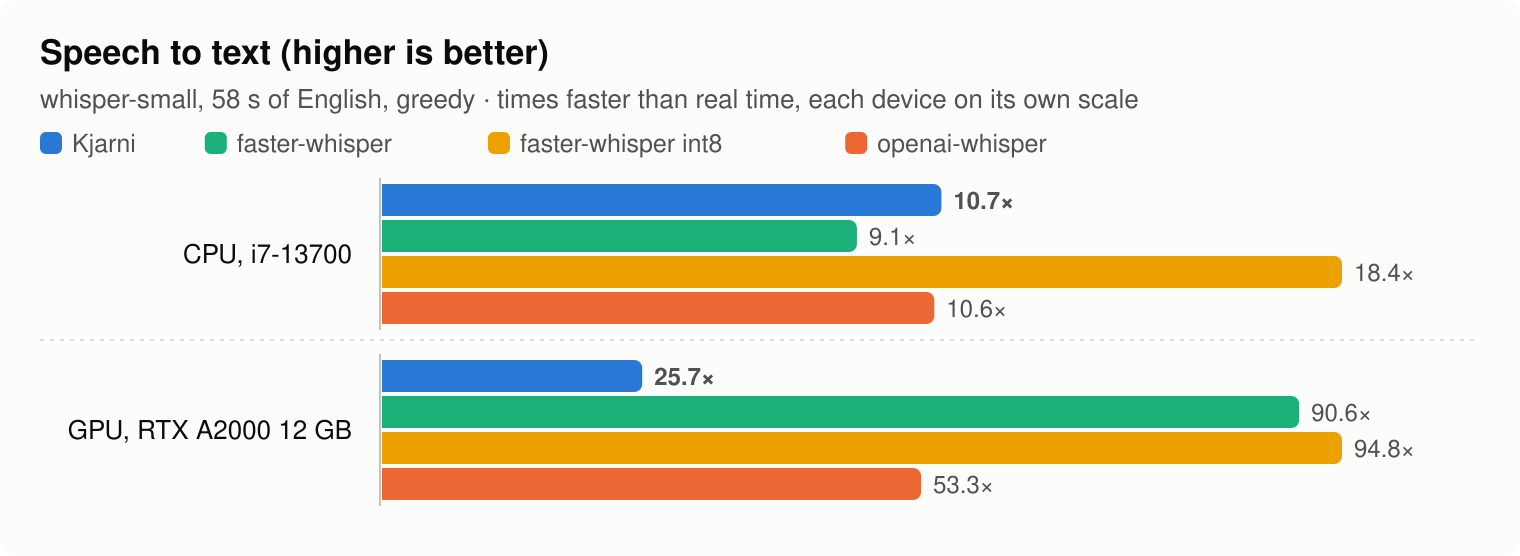 Speech to text (higher is better)
whisper-small, 58 s of English, greedy · times faster than real time, each device on its own scale
Kjarni faster-whisper faster-whisper int8 openai-whisper
CPU, i7-13700
10.7×
9.1×
18.4×
10.6×
GPU, RTX A2000 12 GB
25.7×
90.6×
94.8×
53.3×